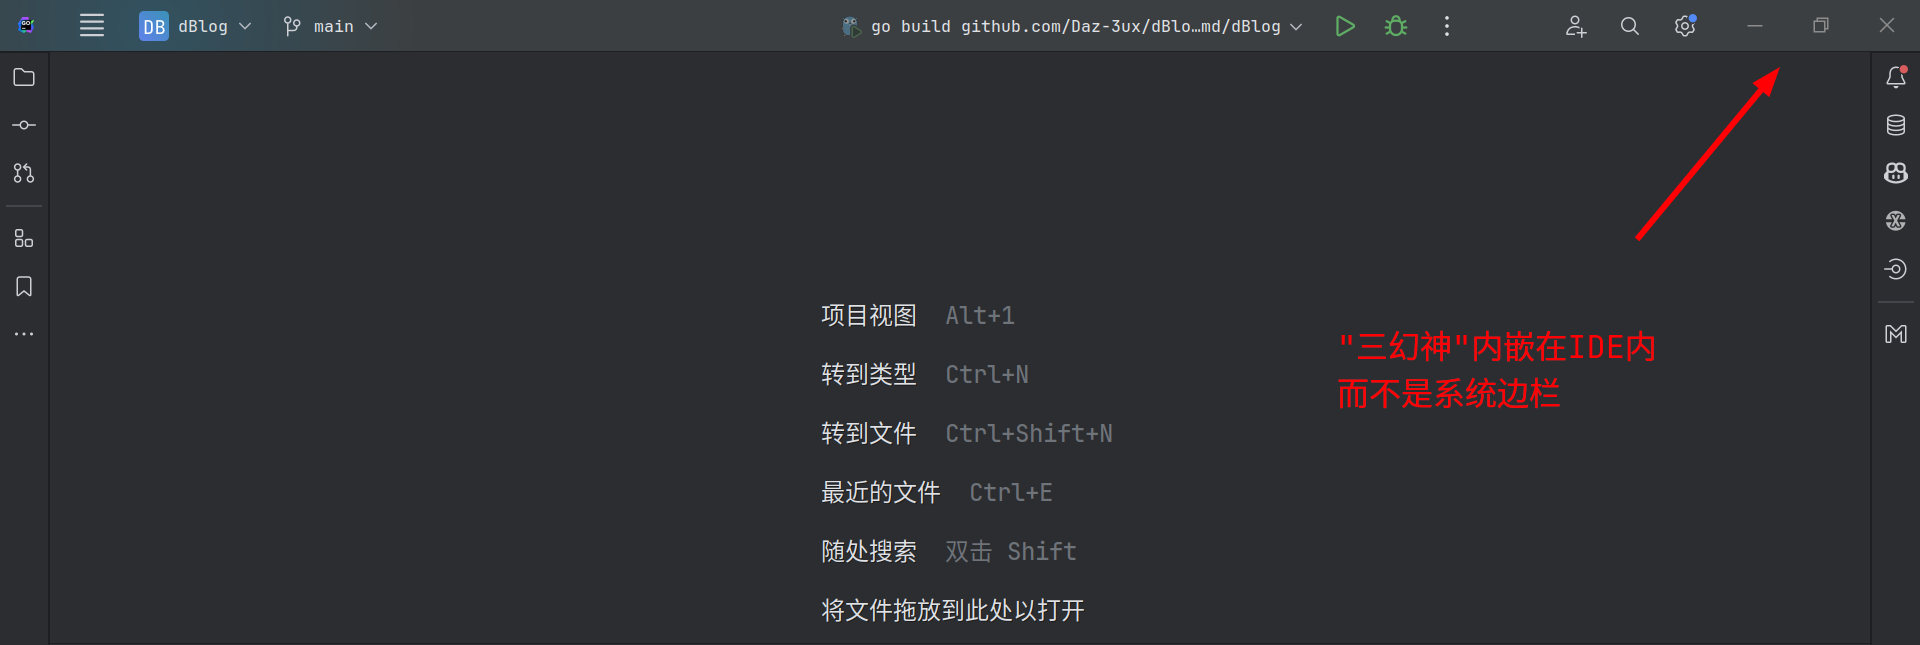 GO
DB dBlog main go build github.com/Daz-3ux/dBlo…md/dBlog
项目视图 Alt+1
转到类型 Ctrl+N
转到文件 Ctrl+Shift+N
最近的文件 Ctrl+E
随处搜索 双击 Shift
将文件拖放到此处以打开
"三幻神"内嵌在IDE内
而不是系统边栏